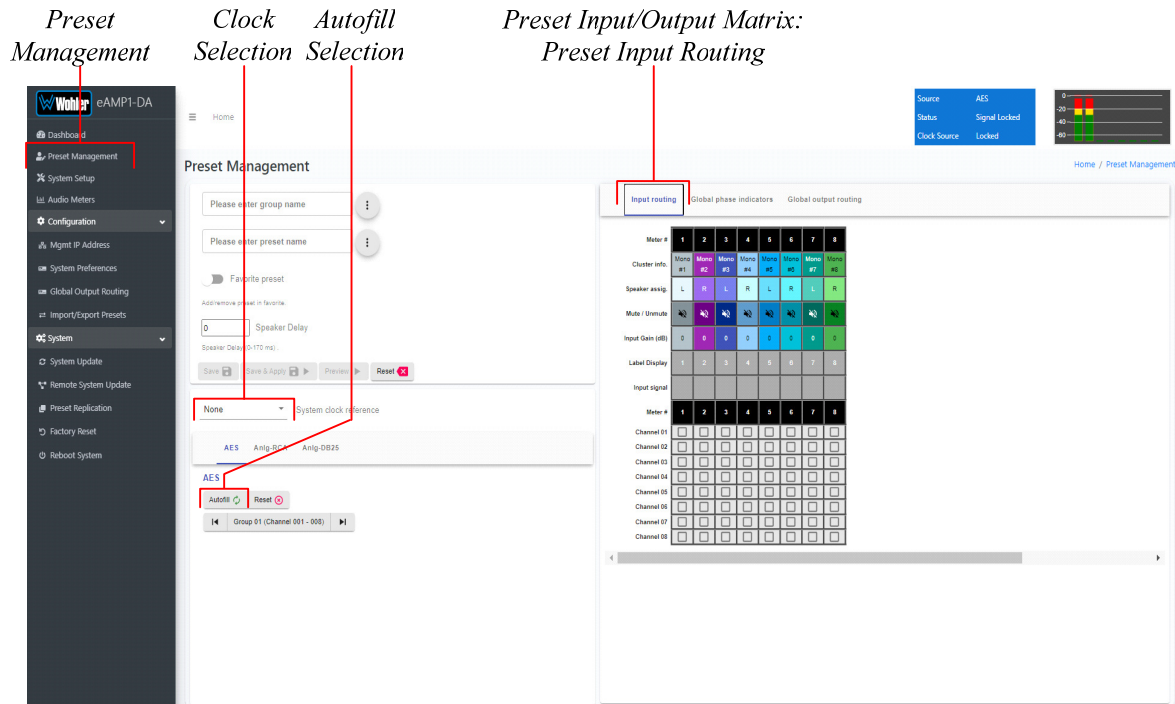 Preset Management
Clock Selection
Autofill Selection
Preset Input/Output Matrix:
Preset Input Routing
Wohler eAMP1-DA
Dashboard
Preset Management
System Setup
Audio Meters
Configuration
Mgmt IP Address
System Preferences
Global Output Routing
Import/Export Presets
System
System Update
Remote System Update
Preset Replication
Factory Reset
Reboot System
Home
Source AES
Status Signal Locked
Clock Source Locked
0
-20
-40
-60
Preset Management
Home / Preset Management
Please enter group name
Please enter preset name
Favorite preset
Add/remove preset in favorite.
0 Speaker Delay
Speaker Delay (0-170 ms).
Save Save & Apply Preview Reset
None System clock reference
AES Anlg-RCA Anlg-DB25
AES
Autofill Reset
Group 01 (Channel 001 - 008)
Input routing Global phase indicators Global output routing
Meter # 1 2 3 4 5 6 7 8
Cluster info. Mono #1 Mono #2 Mono #3 Mono #4 Mono #5 Mono #6 Mono #7 Mono #8
Speaker assig. L R L R L R L R
Mute / Unmute
Input Gain (dB) 0 0 0 0 0 0 0 0
Label Display 1 2 3 4 5 6 7 8
Input signal
Meter # 1 2 3 4 5 6 7 8
Channel 01
Channel 02
Channel 03
Channel 04
Channel 05
Channel 06
Channel 07
Channel 08